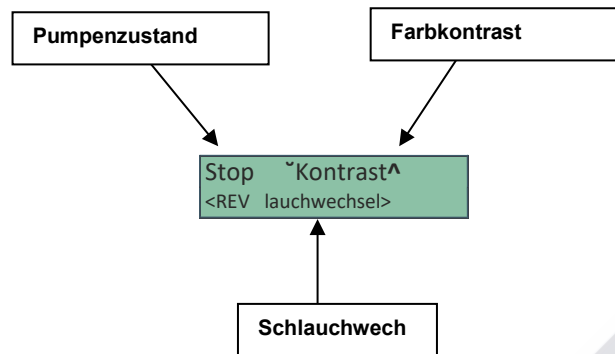 Pumpenzustand
Farbkontrast
Stop ˇKontrast^
<REV lauchwechsel>
Schlauchwech